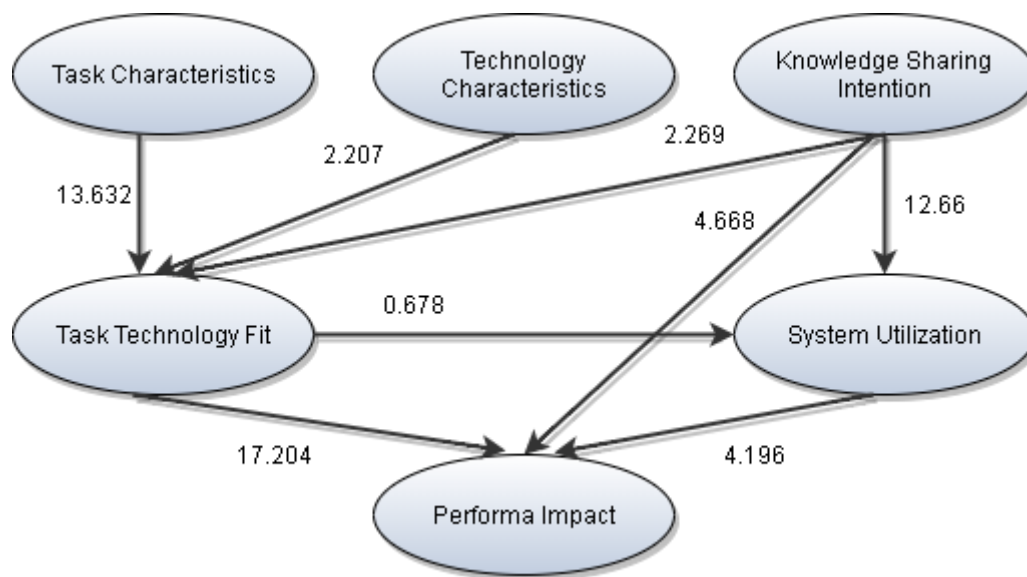 Task Characteristics
Technology
Characteristics
Knowledge Sharing
Intention
13.632
2.207
2.269
4.668
12.66
Task Technology Fit
0.678
System Utilization
17.204
4.196
Performa Impact